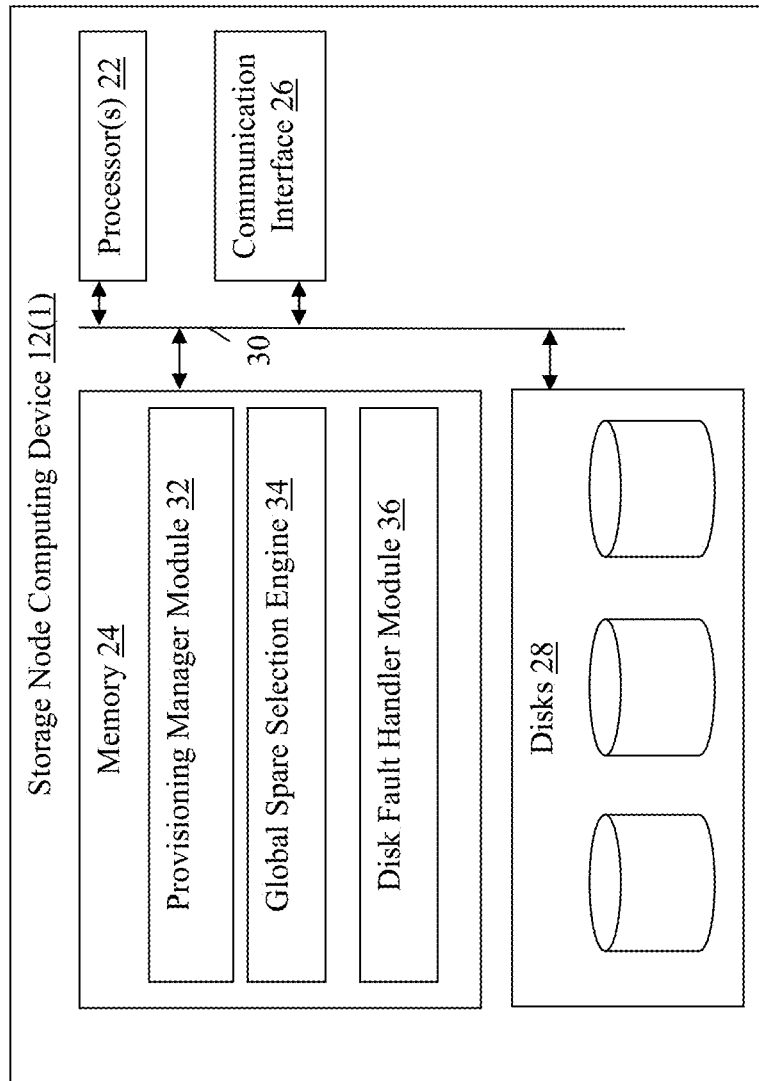 Storage Node Computing Device 12(1)
Memory 24
Provisioning Manager Module 32
Global Spare Selection Engine 34
Disk Fault Handler Module 36
30
Processor(s) 22
Communication
Interface 26
Disks 28